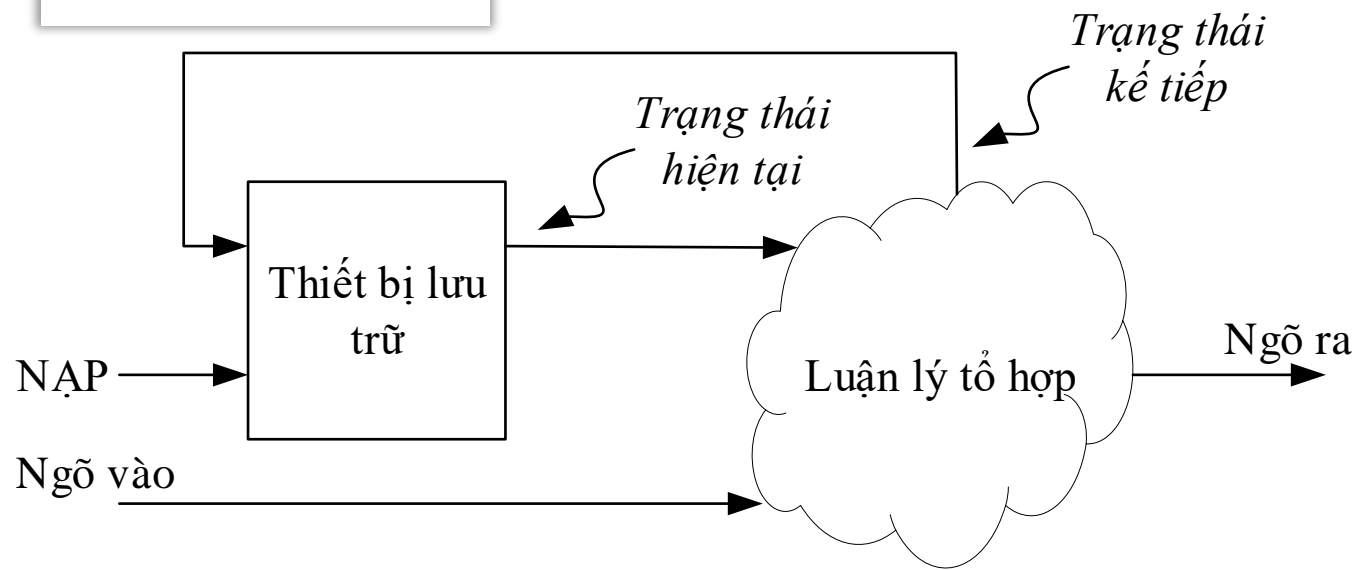 Trạng thái
kế tiếp
Trạng thái
hiện tại
Thiết bị lưu
trữ
NẠP
Ngõ vào
Luận lý tổ hợp
Ngõ ra